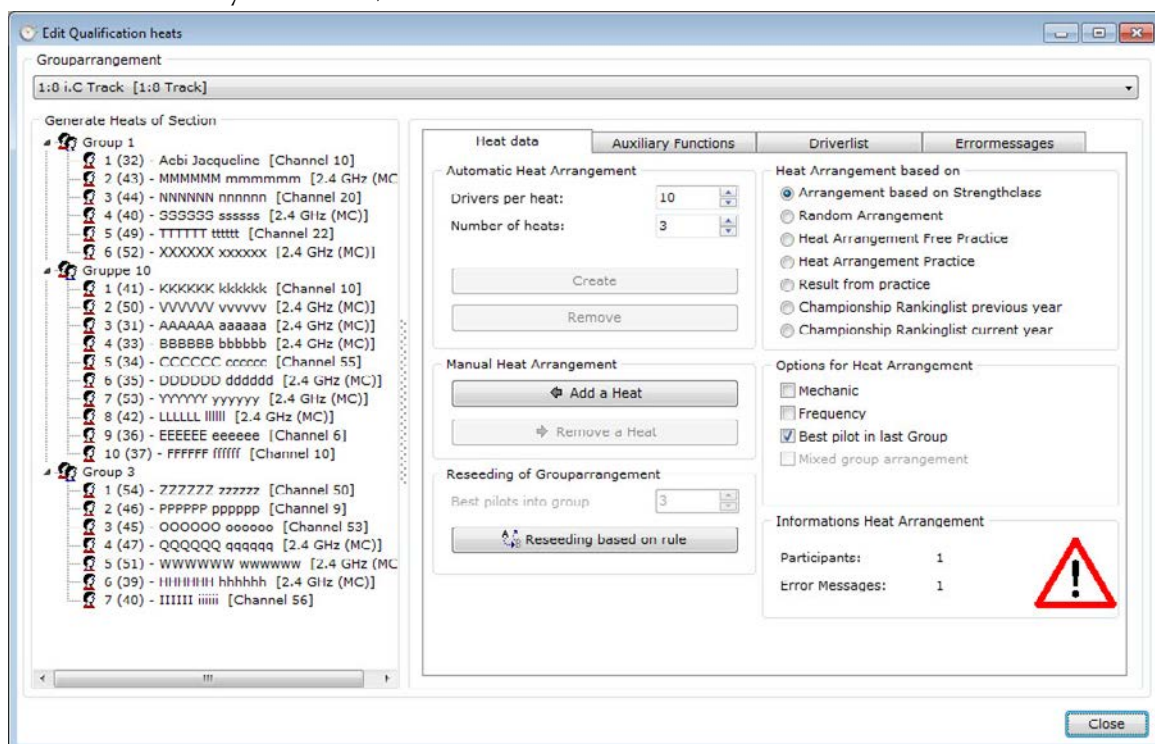 Edit Qualification heats
Grouparrangement
1:8 i.C Track [1:8 Track]
Generate Heats of Section
Group 1
1 (32) - Aebi Jacqueline [Channel 10]
2 (43) - MMMMMM mmmmmm [2.4 GHz (MC
3 (44) - NNNNNN nnnnnn [Channel 20]
4 (48) - SSSSSS ssssss [2.4 GHz (MC)]
5 (49) - TTTTTT tttttt [Channel 22]
6 (52) - XXXXXX xxxxxx [2.4 GHz (MC)]
Gruppe 10
1 (41) - KKKKKK kkkkkk [Channel 10]
2 (50) - VVVVVV vvvvvv [2.4 GHz (MC)]
3 (31) - AAAAAA aaaaaa [2.4 GHz (MC)]
4 (33) - BBBBBB bbbbbb [2.4 GHz (MC)]
5 (34) - CCCCCC cccccc [Channel 55]
6 (35) - DDDDDD dddddd [2.4 GHz (MC)]
7 (53) - YYYYYY yyyyyy [2.4 GHz (MC)]
8 (42) - LLLLLL llllll [2.4 GHz (MC)]
9 (36) - EEEEEE eeeeee [Channel 6]
10 (37) - FFFFFF ffffff [Channel 10]
Group 3
1 (54) - ZZZZZZ zzzzzz [Channel 50]
2 (46) - PPPPPP pppppp [Channel 9]
3 (45) - OOOOOO oooooo [Channel 53]
4 (47) - QQQQQQ qqqqqq [2.4 GHz (MC)]
5 (51) - WWWWWW wwwwww [2.4 GHz (MC
6 (39) - HHHHHH hhhhhh [2.4 GHz (MC)]
7 (40) - IIIIII iiiiii [Channel 56]
Heat data
Auxiliary Functions
Driverlist
Errormessages
Automatic Heat Arrangement
Drivers per heat: 10
Number of heats: 3
Create
Remove
Manual Heat Arrangement
Add a Heat
Remove a Heat
Reseeding of Grouparrangement
Best pilots into group 3
Reseeding based on rule
Heat Arrangement based on
Arrangement based on Strengthclass
Random Arrangement
Heat Arrangement Free Practice
Heat Arrangement Practice
Result from practice
Championship Rankinglist previous year
Championship Rankinglist current year
Options for Heat Arrangement
Mechanic
Frequency
Best pilot in last Group
Mixed group arrangement
Informations Heat Arrangement
Participants: 1
Error Messages: 1
Close